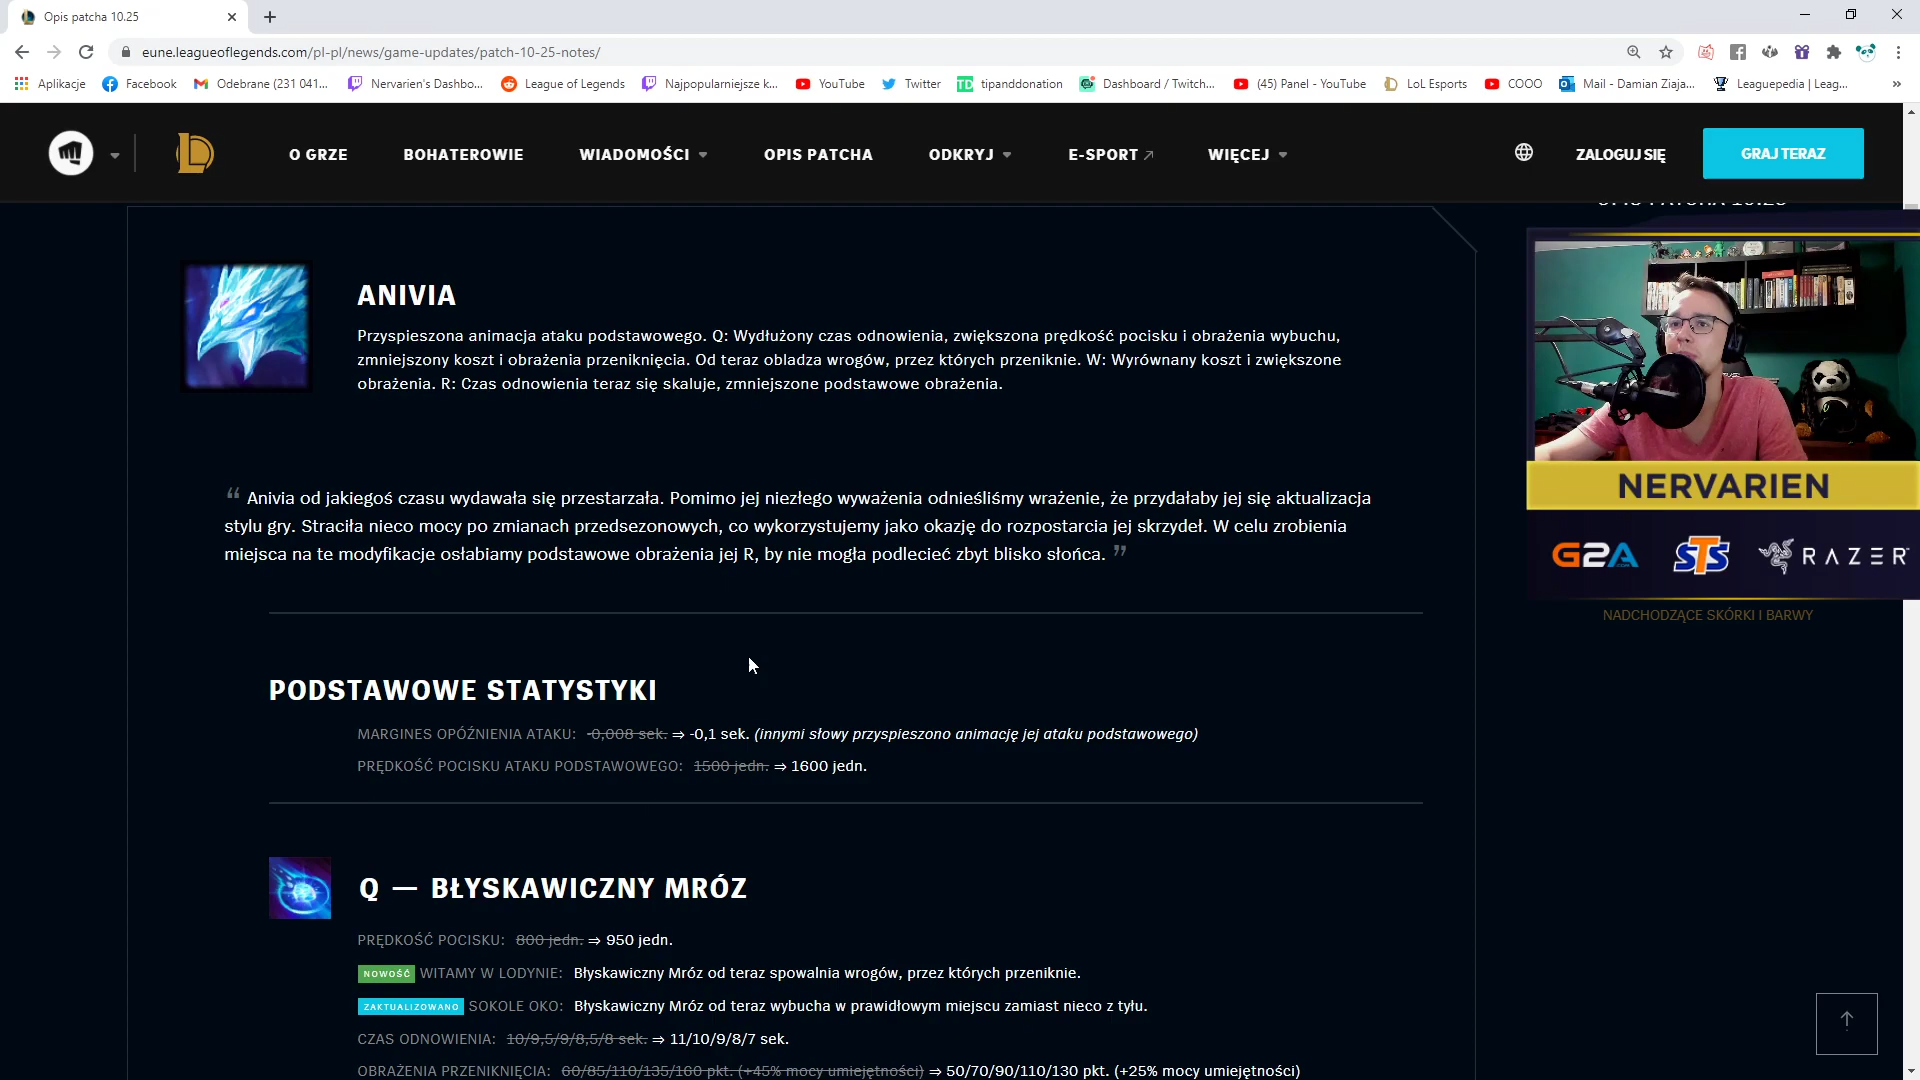 Opis patcha 10.25
eune.leagueoflegends.com/pl-pl/news/game-updates/patch-10-25-notes/
Aplikacje Facebook Odebrane (231 041... Nervarien's Dashbo... League of Legends Najpopularniejsze k... YouTube Twitter tipanddonation Dashboard / Twitch... (45) Panel - YouTube LoL Esports COOO Mail - Damian Ziaja... Leaguepedia | Leag... »
O GRZE BOHATEROWIE WIADOMOŚCI OPIS PATCHA ODKRYJ E-SPORT WIĘCEJ ZALOGUJ SIĘ GRAJ TERAZ
OPIS PATCHA 10.25
ANIVIA
Przyspieszona animacja ataku podstawowego. Q: Wydłużony czas odnowienia, zwiększona prędkość pocisku i obrażenia wybuchu,
zmniejszony koszt i obrażenia przeniknięcia. Od teraz obladza wrogów, przez których przeniknie. W: Wyrównany koszt i zwiększone
obrażenia. R: Czas odnowienia teraz się skaluje, zmniejszone podstawowe obrażenia.
“ Anivia od jakiegoś czasu wydawała się przestarzała. Pomimo jej niezłego wyważenia odnieśliśmy wrażenie, że przydałaby jej się aktualizacja
stylu gry. Straciła nieco mocy po zmianach przedsezonowych, co wykorzystujemy jako okazję do rozpostarcia jej skrzydeł. W celu zrobienia
miejsca na te modyfikacje osłabiamy podstawowe obrażenia jej R, by nie mogła podlecieć zbyt blisko słońca. ”
NERVARIEN
G2A.COM STS RAZER
NADCHODZĄCE SKÓRKI I BARWY
PODSTAWOWE STATYSTYKI
MARGINES OPÓŹNIENIA ATAKU: -0,008 sek. ⇒ -0,1 sek. (innymi słowy przyspieszono animację jej ataku podstawowego)
PRĘDKOŚĆ POCISKU ATAKU PODSTAWOWEGO: 1500 jedn. ⇒ 1600 jedn.
Q — BŁYSKAWICZNY MRÓZ
PRĘDKOŚĆ POCISKU: 800 jedn. ⇒ 950 jedn.
NOWOŚĆ WITAMY W LODYNIE: Błyskawiczny Mróz od teraz spowalnia wrogów, przez których przeniknie.
ZAKTUALIZOWANO SOKOLE OKO: Błyskawiczny Mróz od teraz wybucha w prawidłowym miejscu zamiast nieco z tyłu.
CZAS ODNOWIENIA: 10/9,5/9/8,5/8 sek. ⇒ 11/10/9/8/7 sek.
OBRAŻENIA PRZENIKNIĘCIA: 60/85/110/135/160 pkt. (+45% mocy umiejętności) ⇒ 50/70/90/110/130 pkt. (+25% mocy umiejętności)